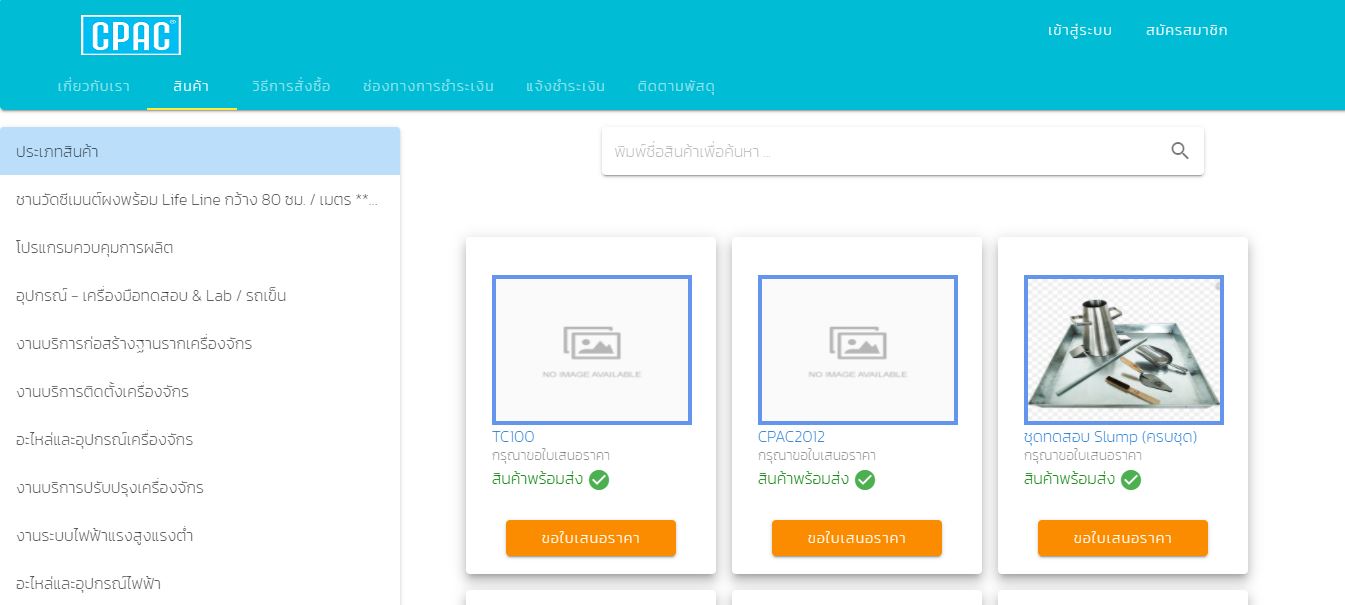 CPAC®
เข้าสู่ระบบ สมัครสมาชิก
เกี่ยวกับเรา สินค้า วิธีการสั่งซื้อ ช่องทางการชำระเงิน แจ้งชำระเงิน ติดตามพัสดุ
ประเภทสินค้า
พิมพ์ชื่อสินค้าเพื่อค้นหา ...
ชานวัดซีเมนต์ผงพร้อม Life Line กว้าง 80 ซม. / เมตร **...
โปรแกรมควบคุมการผลิต
อุปกรณ์ - เครื่องมือทดสอบ & Lab / รถเข็น
งานบริการก่อสร้างฐานรากเครื่องจักร
งานบริการติดตั้งเครื่องจักร
อะไหล่และอุปกรณ์เครื่องจักร
งานบริการปรับปรุงเครื่องจักร
งานระบบไฟฟ้าแรงสูงแรงต่ำ
อะไหล่และอุปกรณ์ไฟฟ้า
NO IMAGE AVAILABLE
TC100
กรุณาขอใบเสนอราคา
สินค้าพร้อมส่ง
ขอใบเสนอราคา
NO IMAGE AVAILABLE
CPAC2012
กรุณาขอใบเสนอราคา
สินค้าพร้อมส่ง
ขอใบเสนอราคา
ชุดทดสอบ Slump (ครบชุด)
กรุณาขอใบเสนอราคา
สินค้าพร้อมส่ง
ขอใบเสนอราคา